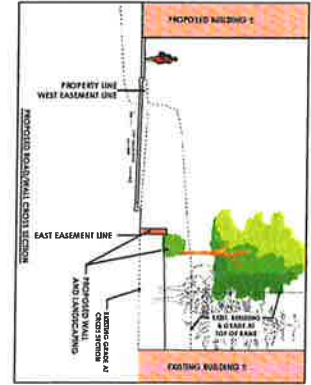 PROPOSED BUILDING 2
PROPERTY LINE
WEST EASEMENT LINE
PROPOSED ROAD/WALL CROSS SECTION
EAST EASEMENT LINE
PROPOSED WALL
AND LANDSCAPING
EXISTING GRADE AT
CROSS SECTION
EXIST. BUILDING
& GRADE AT
TOP OF BANK
EXISTING BUILDING 1